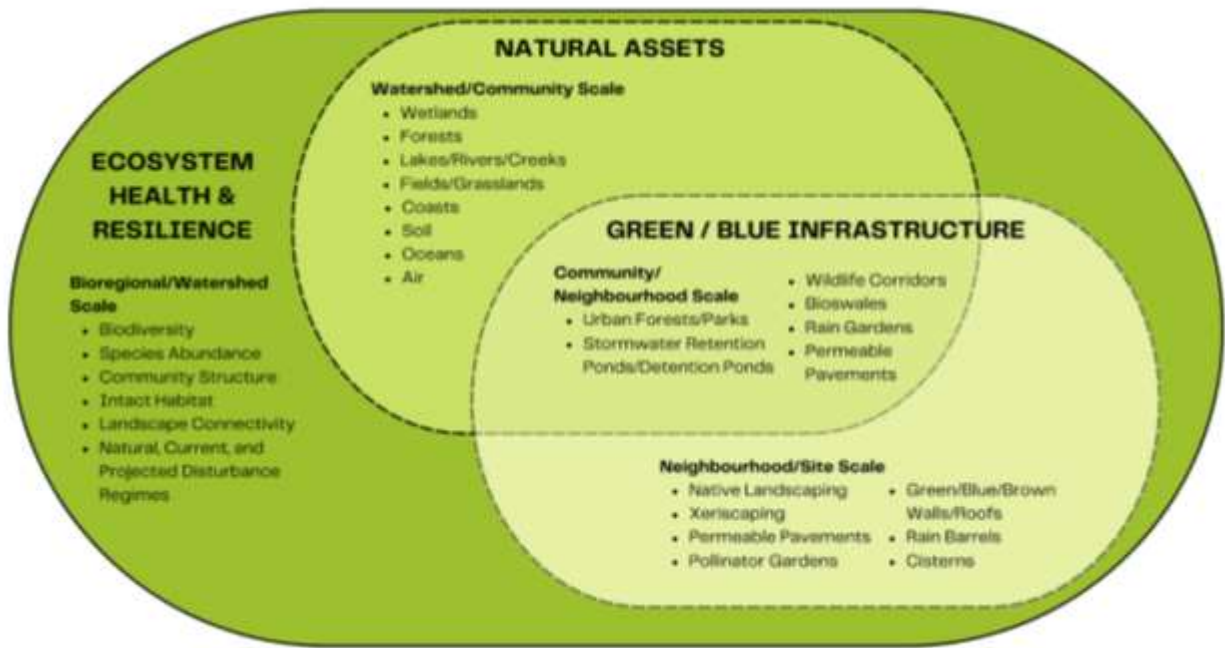 NATURAL ASSETS
Watershed/Community Scale
• Wetlands
• Forests
• Lakes/Rivers/Creeks
• Fields/Grasslands
• Coasts
• Soil
• Oceans
• Air
ECOSYSTEM
HEALTH &
RESILIENCE
Bioregional/Watershed
Scale
• Biodiversity
• Species Abundance
• Community Structure
• Intact Habitat
• Landscape Connectivity
• Natural, Current, and
Projected Disturbance
Regimes
GREEN / BLUE INFRASTRUCTURE
Community/
Neighbourhood Scale
• Urban Forests/Parks
• Stormwater Retention
Ponds/Detention Ponds
• Wildlife Corridors
• Bioswales
• Rain Gardens
• Permeable
Pavements
Neighbourhood/Site Scale
• Native Landscaping
• Xeriscaping
• Permeable Pavements
• Pollinator Gardens
• Green/Blue/Brown
Walls/Roofs
• Rain Barrels
• Cisterns